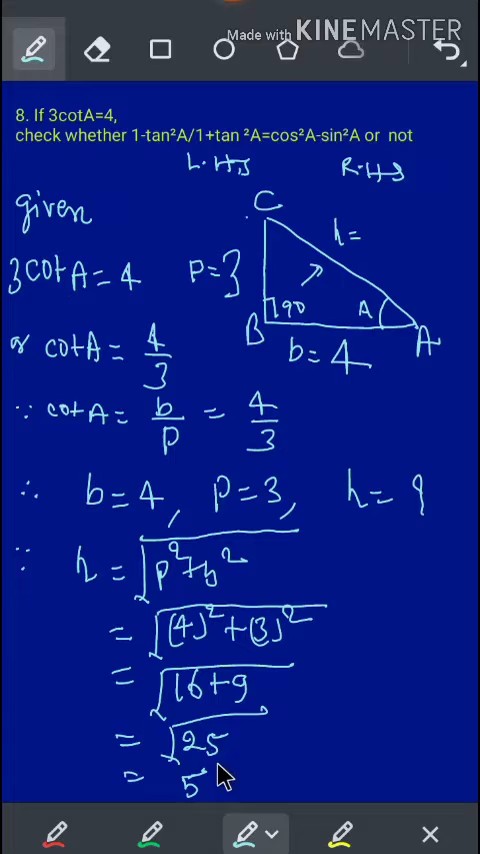 Made with KINEMASTER
8. If 3cotA=4,
check whether 1-tan²A/1+tan ²A=cos²A-sin²A or not
L.H.S R.H.S
given
C
h=
3cotA = 4 P = 3
90 A
B A
or cotA = 4/3
b = 4
∵ cotA = b/p = 4/3
∴ b = 4, p = 3, h = ?
∵ h = √p²+b²
= √(4)²+(3)²
= √16+9
= √25
= 5